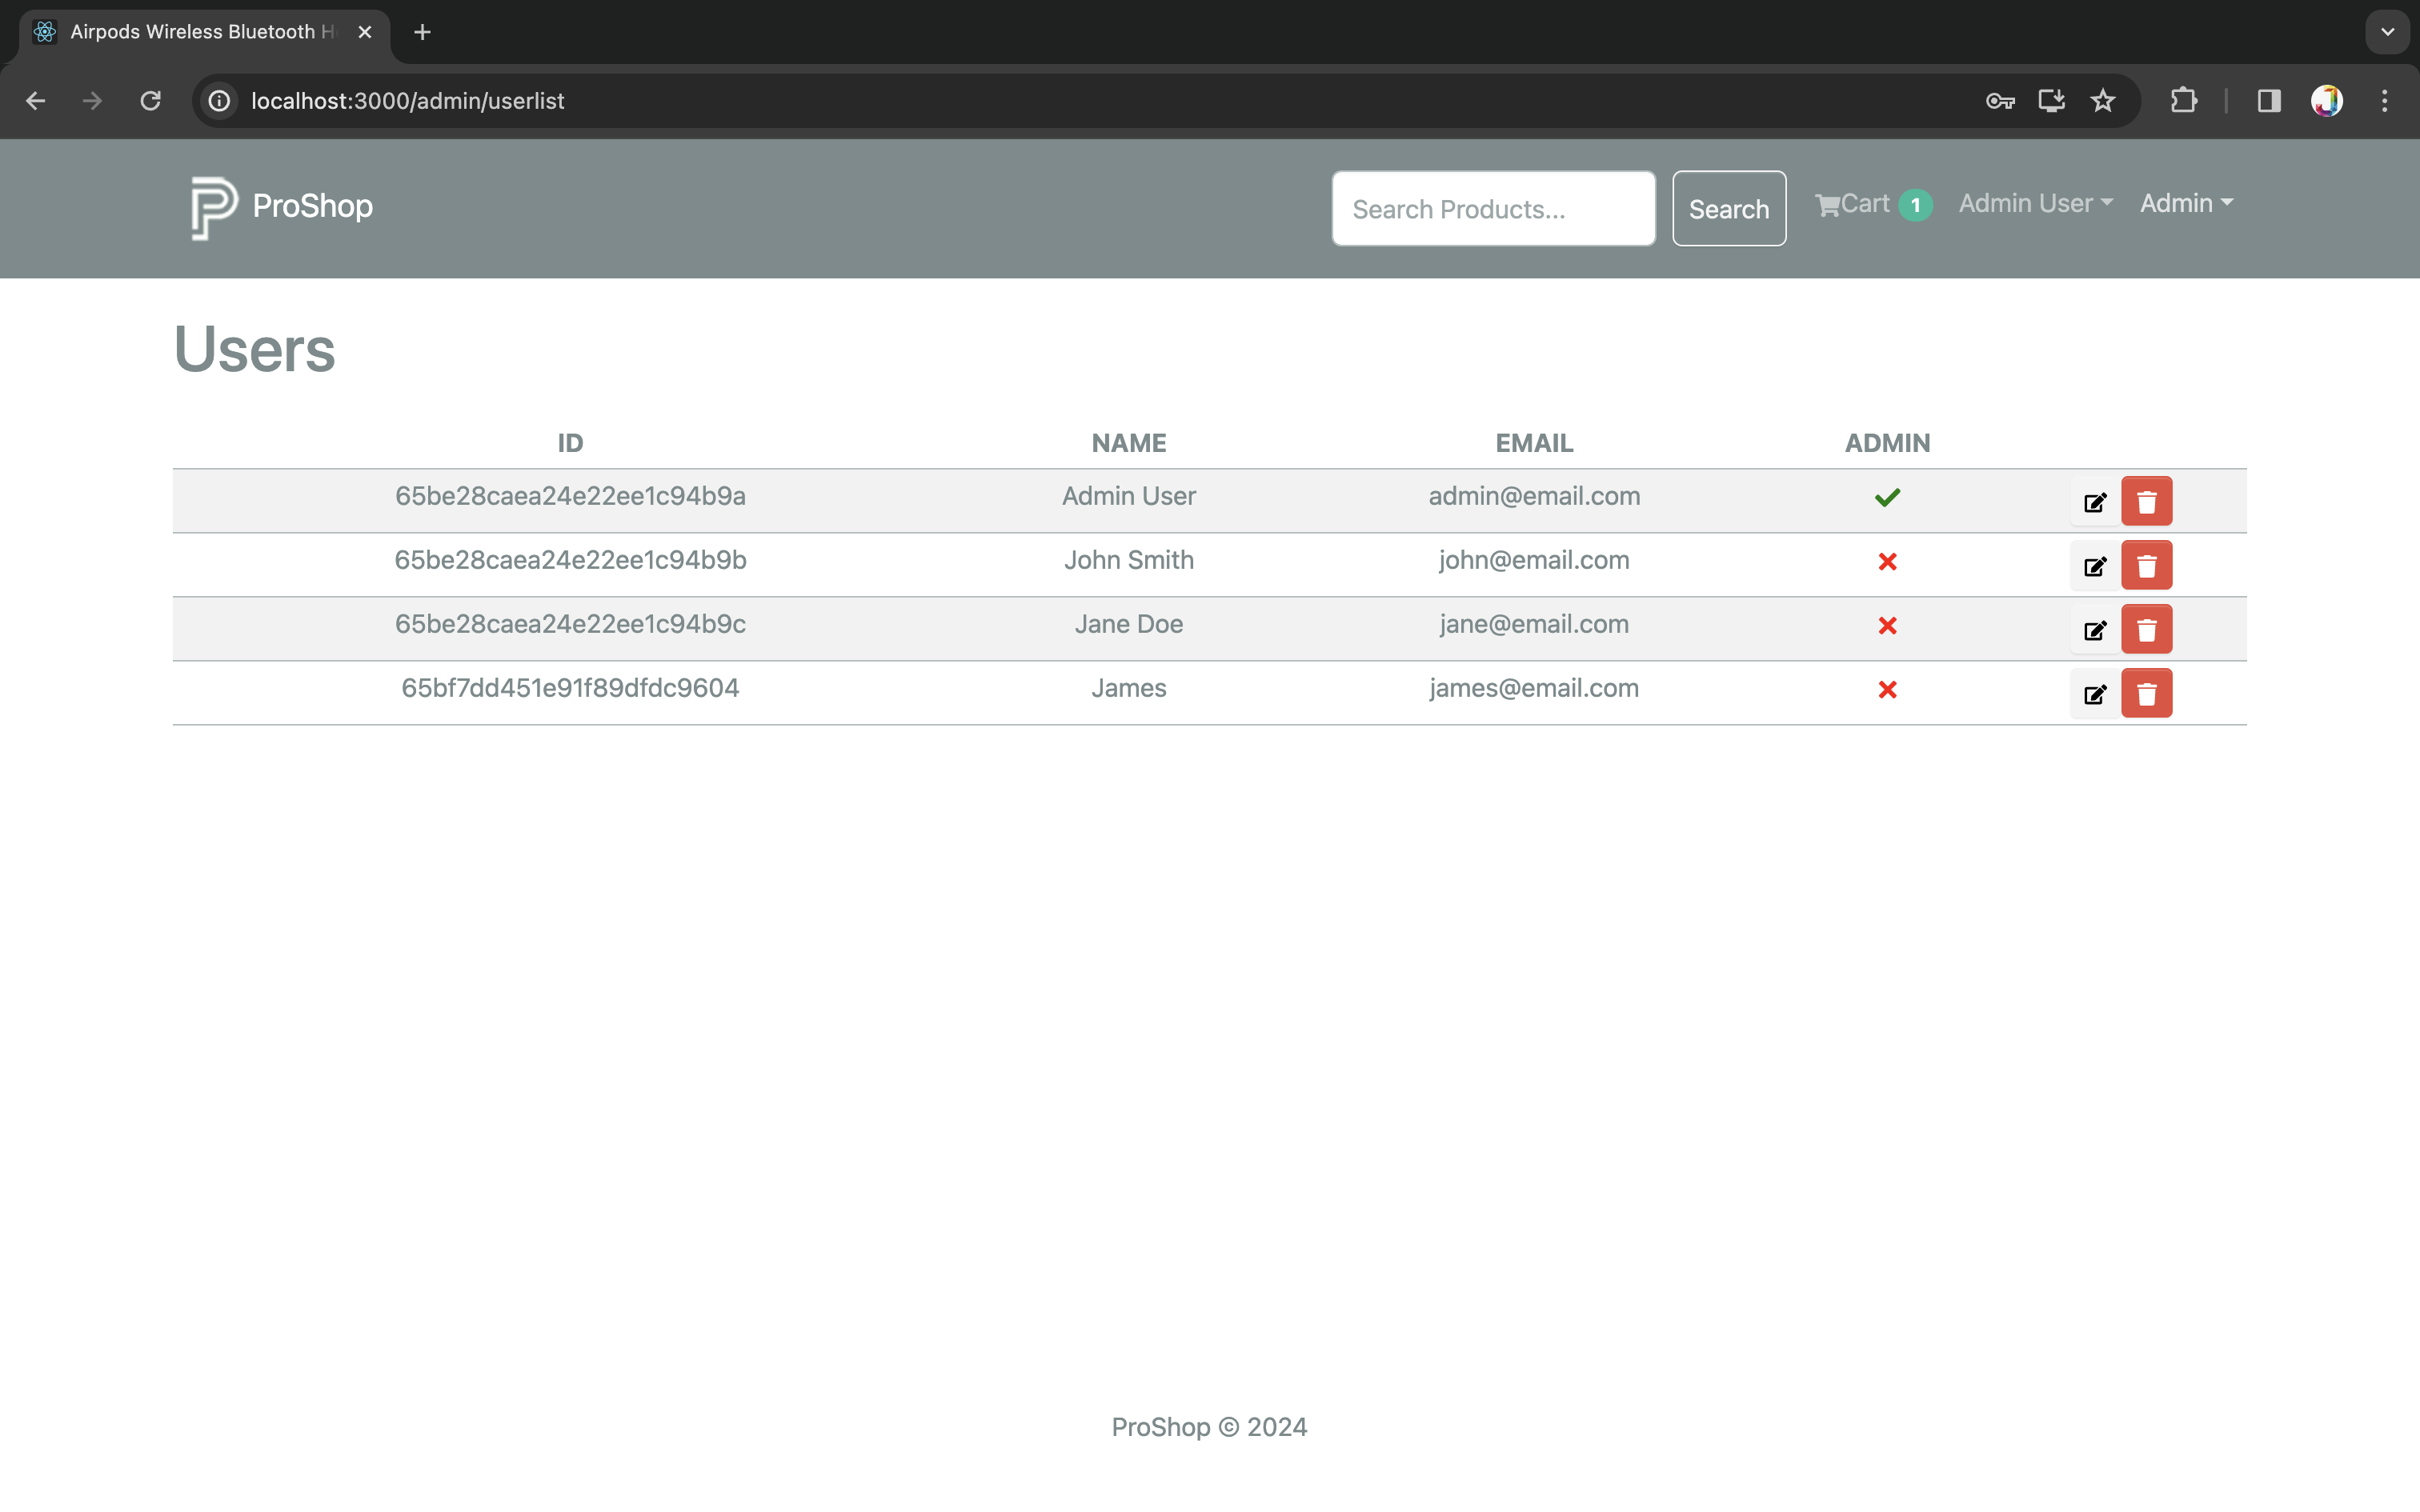 Airpods Wireless Bluetooth H
localhost:3000/admin/userlist
ProShop
Search Products...
Search
Cart 1
Admin User
Admin
Users
ID NAME EMAIL ADMIN
65be28caea24e22ee1c94b9a Admin User admin@email.com
65be28caea24e22ee1c94b9b John Smith john@email.com
65be28caea24e22ee1c94b9c Jane Doe jane@email.com
65bf7dd451e91f89dfdc9604 James james@email.com
ProShop © 2024